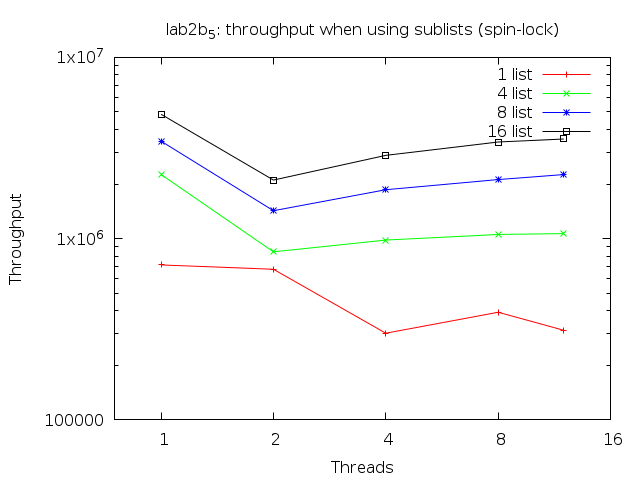 lab2b5: throughput when using sublists (spin-lock)
1x10^7
1 list
4 list
8 list
16 list
Throughput
1x10^6
100000
1 2 4 8 16
Threads